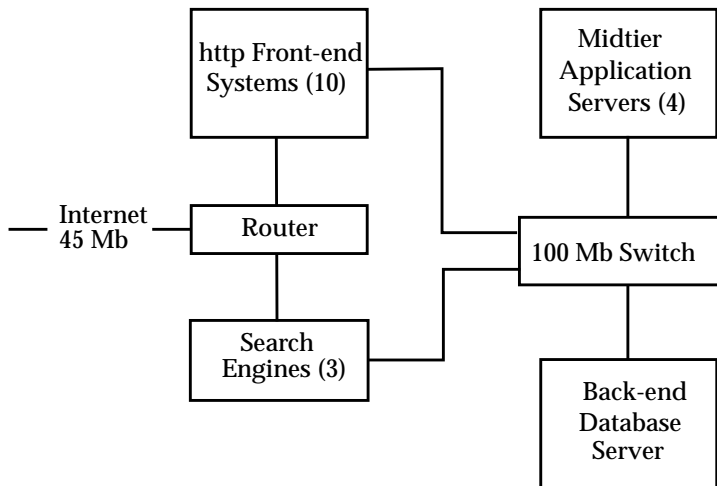 http Front-end
Systems (10)
Midtier
Application
Servers (4)
Internet
45 Mb
Router
100 Mb Switch
Search
Engines (3)
Back-end
Database
Server